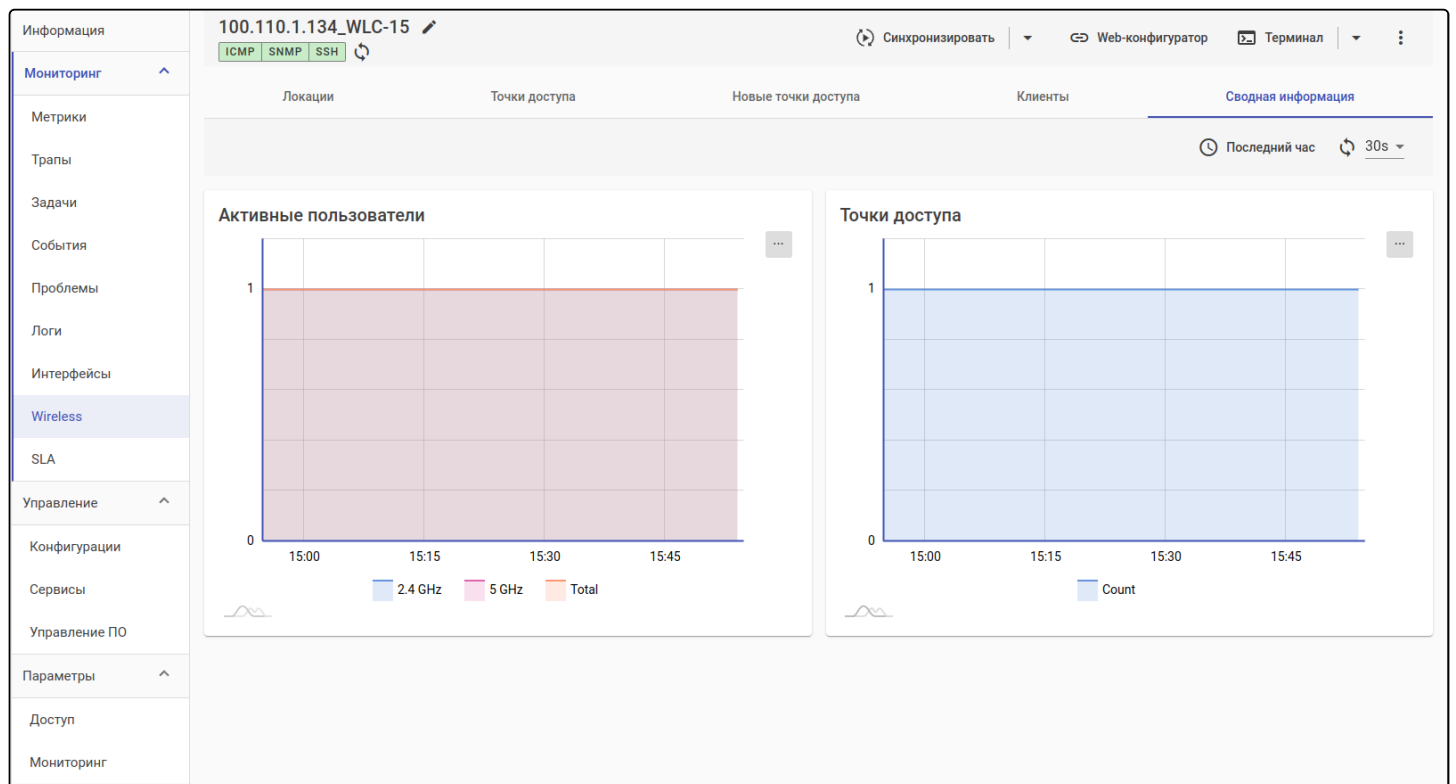 Информация
Мониторинг
Метрики
Трапы
Задачи
События
Проблемы
Логи
Интерфейсы
Wireless
SLA
Управление
Конфигурации
Сервисы
Управление ПО
Параметры
Доступ
Мониторинг
100.110.1.134_WLC-15
ICMP SNMP SSH
Синхронизировать Web-конфигуратор Терминал
Локации Точки доступа Новые точки доступа Клиенты Сводная информация
Последний час 30s
Активные пользователи
...
1
0
15:00 15:15 15:30 15:45
2.4 GHz 5 GHz Total
Точки доступа
...
1
0
15:00 15:15 15:30 15:45
Count